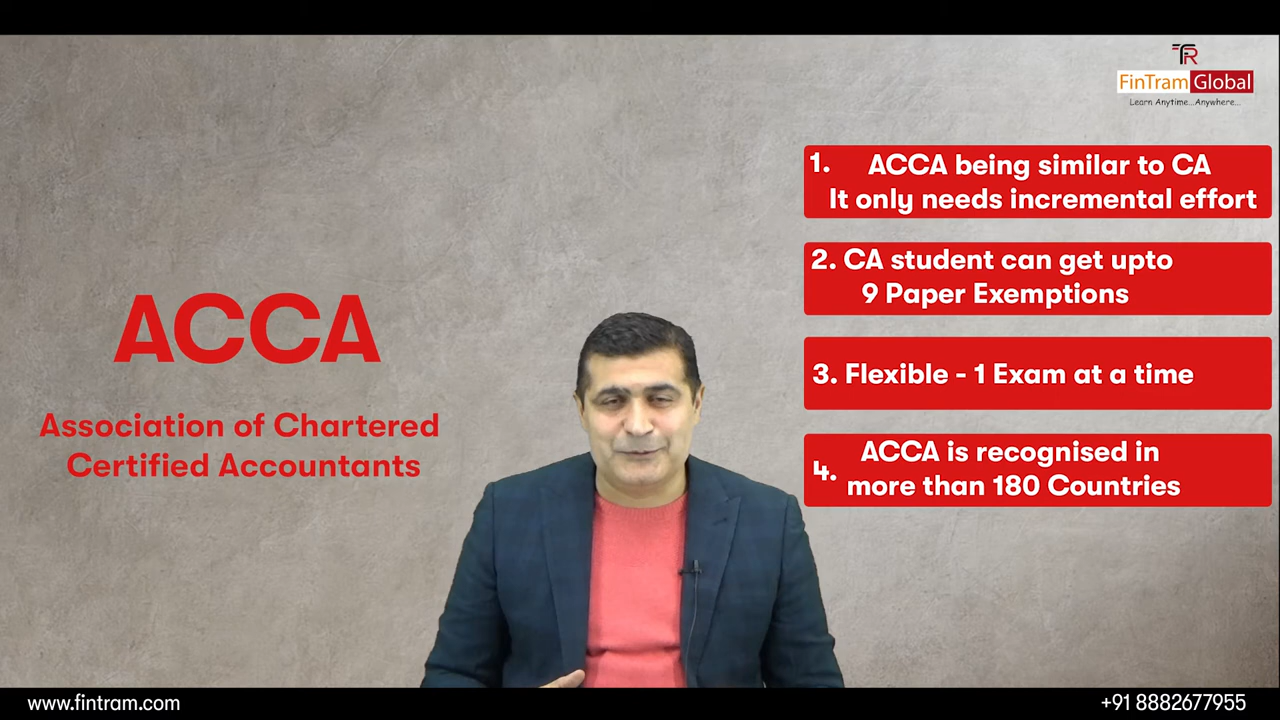 TR
FinTram Global
Learn Anytime...Anywhere...
ACCA
Association of Chartered
Certified Accountants
1. ACCA being similar to CA
It only needs incremental effort
2. CA student can get upto
9 Paper Exemptions
3. Flexible - 1 Exam at a time
4. ACCA is recognised in
more than 180 Countries
www.fintram.com
+91 8882677955